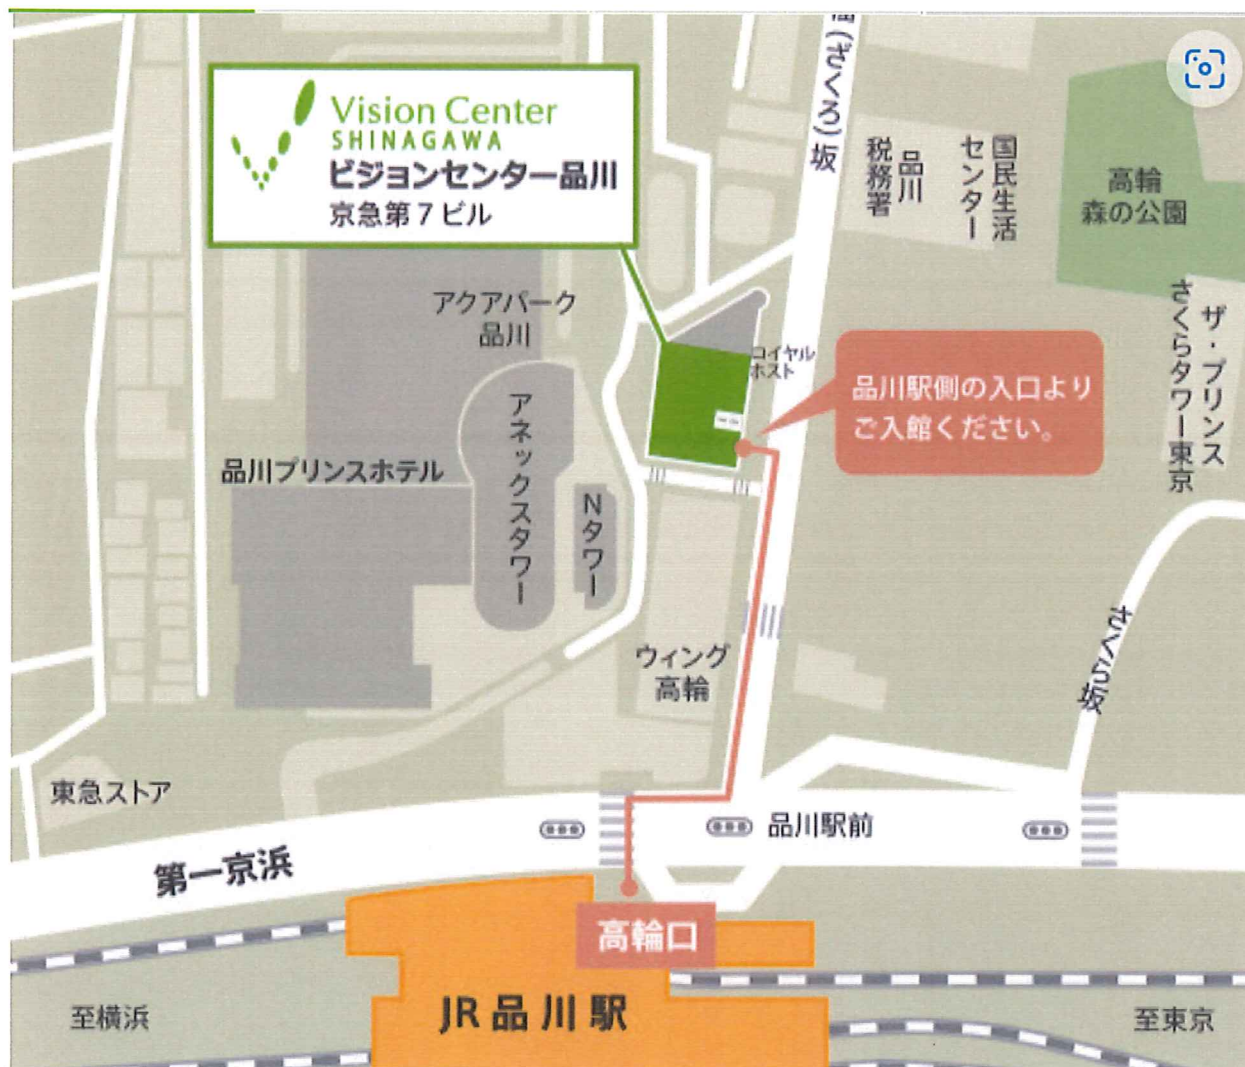 (ざくろ)坂
Vision Center
SHINAGAWA
ビジョンセンター品川
京急第7ビル
品川
税務署
国民生活
センター
高輪
森の公園
アクアパーク
品川
ロイヤル
ホスト
品川駅側の入口より
ご入館ください。
ザ・プリンス
さくらタワー東京
アネックスタワー
品川プリンスホテル
Nタワー
ウィング
高輪
さくら坂
東急ストア
品川駅前
第一京浜
高輪口
JR品川駅
至横浜
至東京